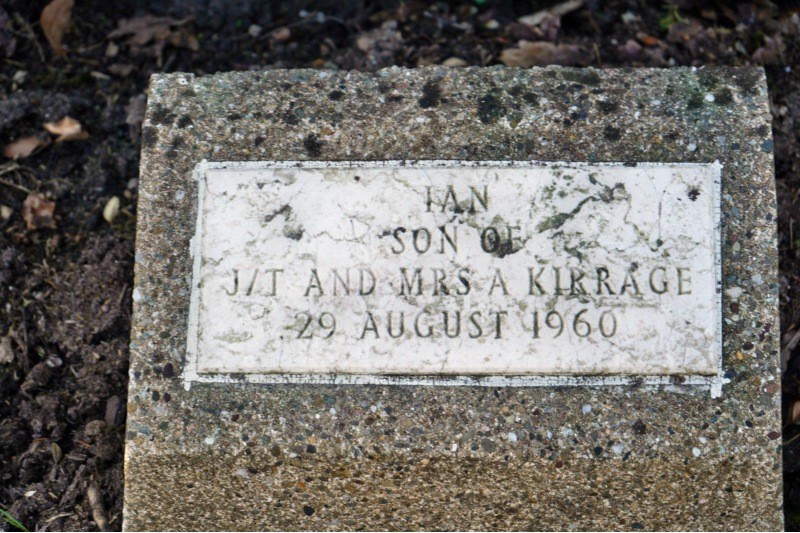 IAN
SON OF
J/T AND MRS A KIRRAGE
29 AUGUST 1960